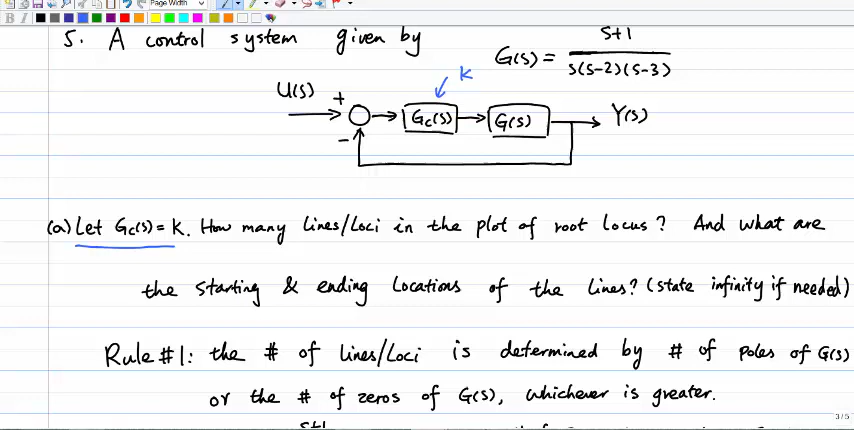 Page Width
5. A control system given by
G(s) = s+1 / s(s-2)(s-3)
K
U(s) + Gc(s) G(s) Y(s)
−
(a) Let Gc(s) = K. How many lines/Loci in the plot of root locus? And what are
the starting & ending locations of the lines? (state infinity if needed)
Rule #1: the # of lines/Loci is determined by # of poles of G(s)
or the # of zeros of G(s), whichever is greater.
s+1
3/5